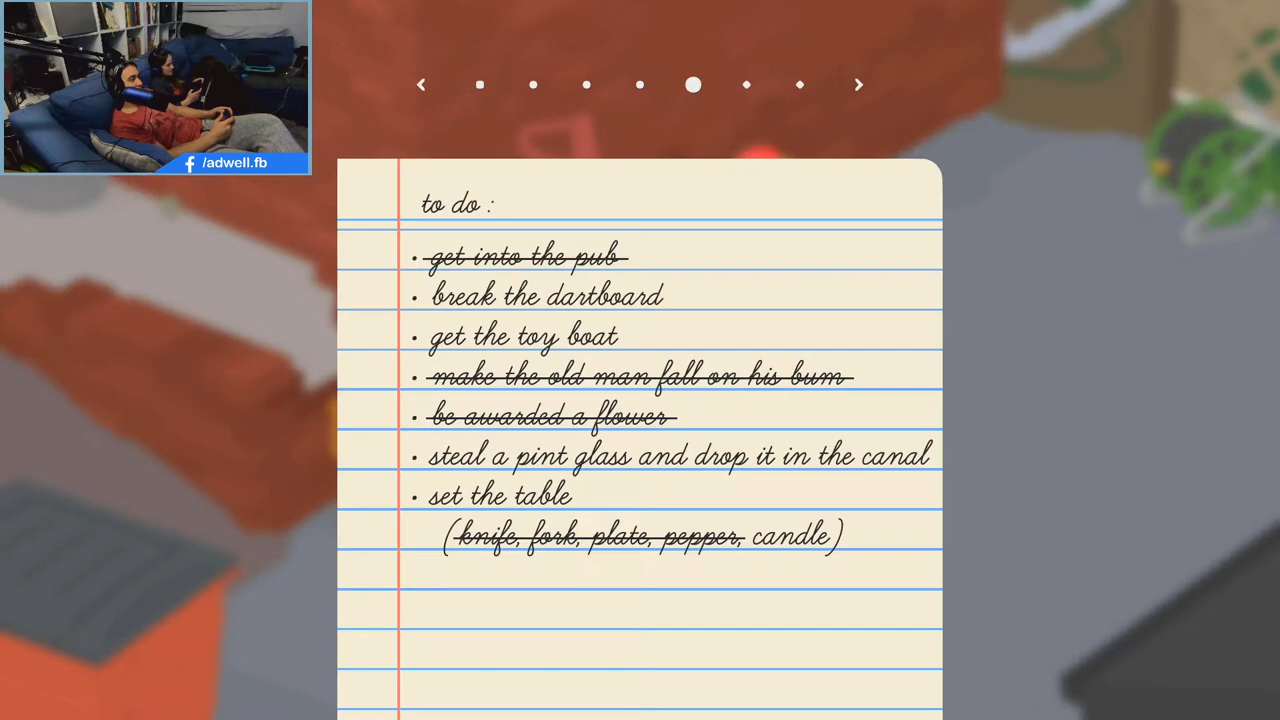 /adwell.fb
to do :
• get into the pub
• break the dartboard
• get the toy boat
• make the old man fall on his bum
• be awarded a flower
• steal a pint glass and drop it in the canal
• set the table
(knife, fork, plate, pepper, candle)